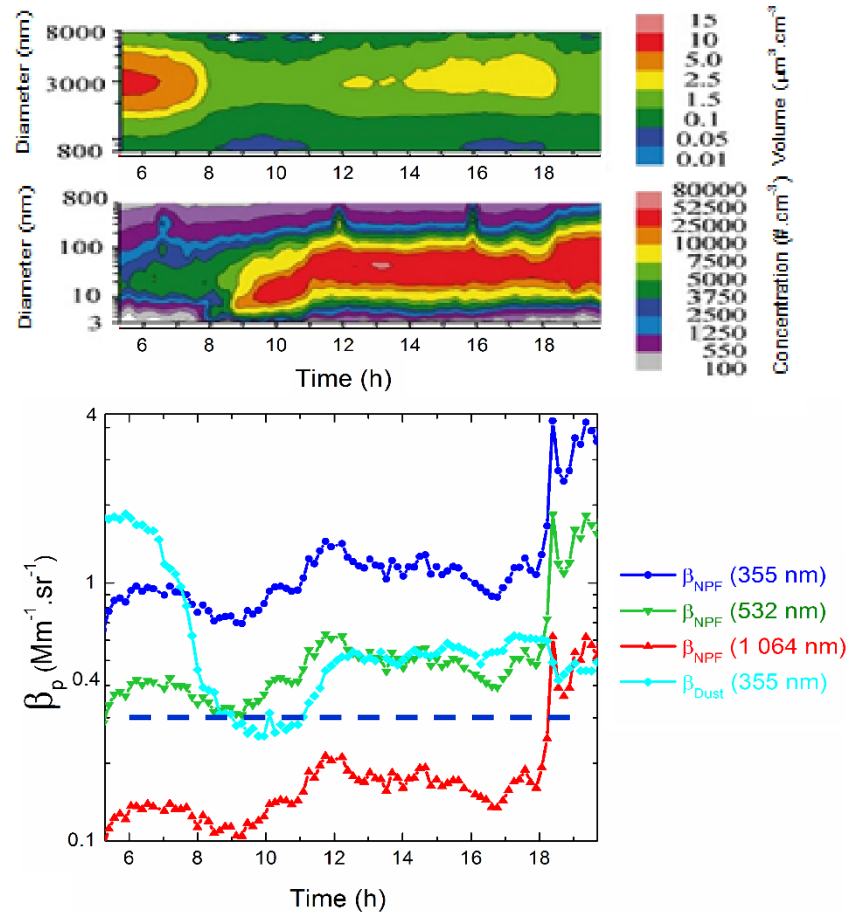 Diameter (nm)
8000
3000
800
6 8 10 12 14 16 18
15
10
5.0
2.5
1.5
0.1
0.05
0.01
Volume (µm³.cm⁻³)
Diameter (nm)
800
100
10
3
6 8 10 12 14 16 18
Time (h)
80000
52500
25000
10000
7500
5000
3750
2500
1250
550
100
Concentration (#.cm⁻³)
βp (Mm⁻¹.sr⁻¹)
4
1
0.4
0.1
6 8 10 12 14 16 18
Time (h)
βNPF (355 nm)
βNPF (532 nm)
βNPF (1 064 nm)
βDust (355 nm)